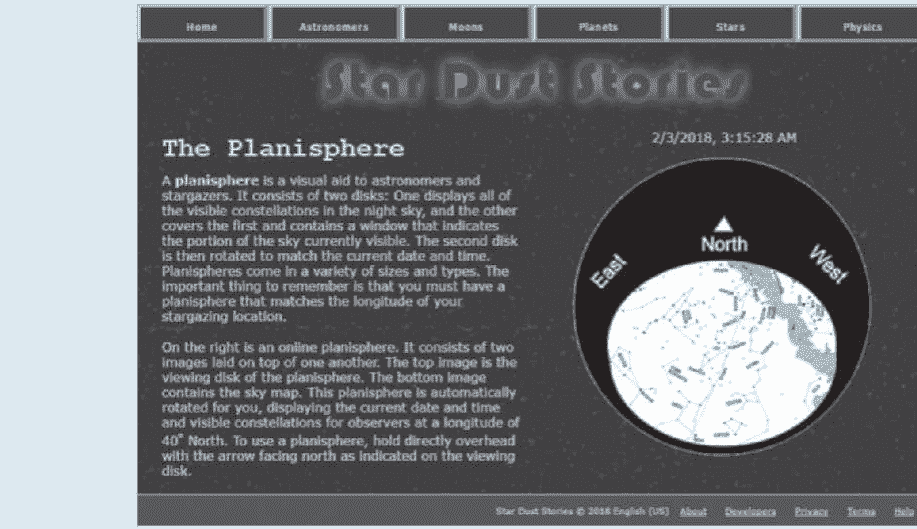 Home Astronomers Moons Planets Stars Physics
Star Dust Stories
The Planisphere
A planisphere is a visual aid to astronomers and
stargazers. It consists of two disks: One displays all of
the visible constellations in the night sky, and the other
covers the first and contains a window that indicates
the portion of the sky currently visible. The second disk
is then rotated to match the current date and time.
Planispheres come in a variety of sizes and types. The
important thing to remember is that you must have a
planisphere that matches the longitude of your
stargazing location.
On the right is an online planisphere. It consists of two
images laid on top of one another. The top image is the
viewing disk of the planisphere. The bottom image
contains the sky map. This planisphere is automatically
rotated for you, displaying the current date and time
and visible constellations for observers at a longitude of
40° North. To use a planisphere, hold directly overhead
with the arrow facing north as indicated on the viewing
disk.
2/3/2018, 3:15:28 AM
North
East
West
Star Dust Stories © 2018 English (US) About Developers Privacy Terms Help